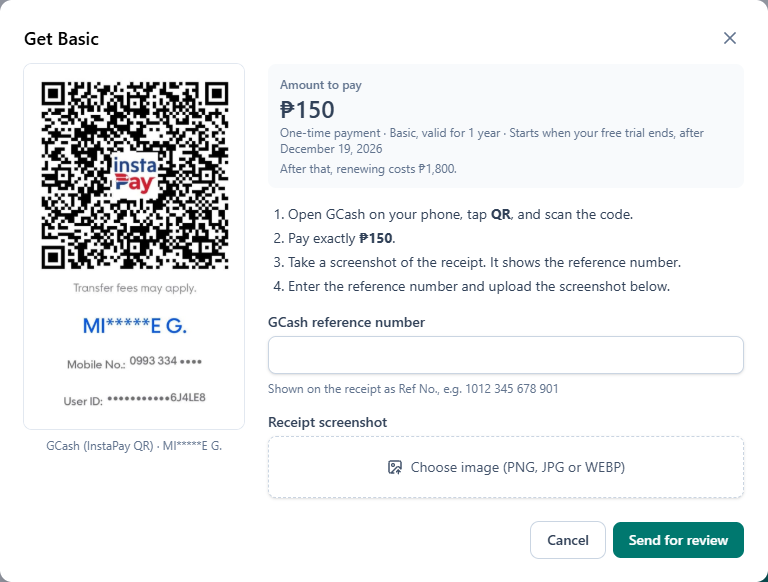 Get Basic
insta
Pay
Transfer fees may apply.
MI*****E G.
Mobile No.: 0993 334 ••••
User ID: •••••••••••6J4LE8
GCash (InstaPay QR) · MI*****E G.
Amount to pay
₱150
One-time payment · Basic, valid for 1 year · Starts when your free trial ends, after
December 19, 2026
After that, renewing costs ₱1,800.
1. Open GCash on your phone, tap QR, and scan the code.
2. Pay exactly ₱150.
3. Take a screenshot of the receipt. It shows the reference number.
4. Enter the reference number and upload the screenshot below.
GCash reference number
Shown on the receipt as Ref No., e.g. 1012 345 678 901
Receipt screenshot
Choose image (PNG, JPG or WEBP)
Cancel
Send for review